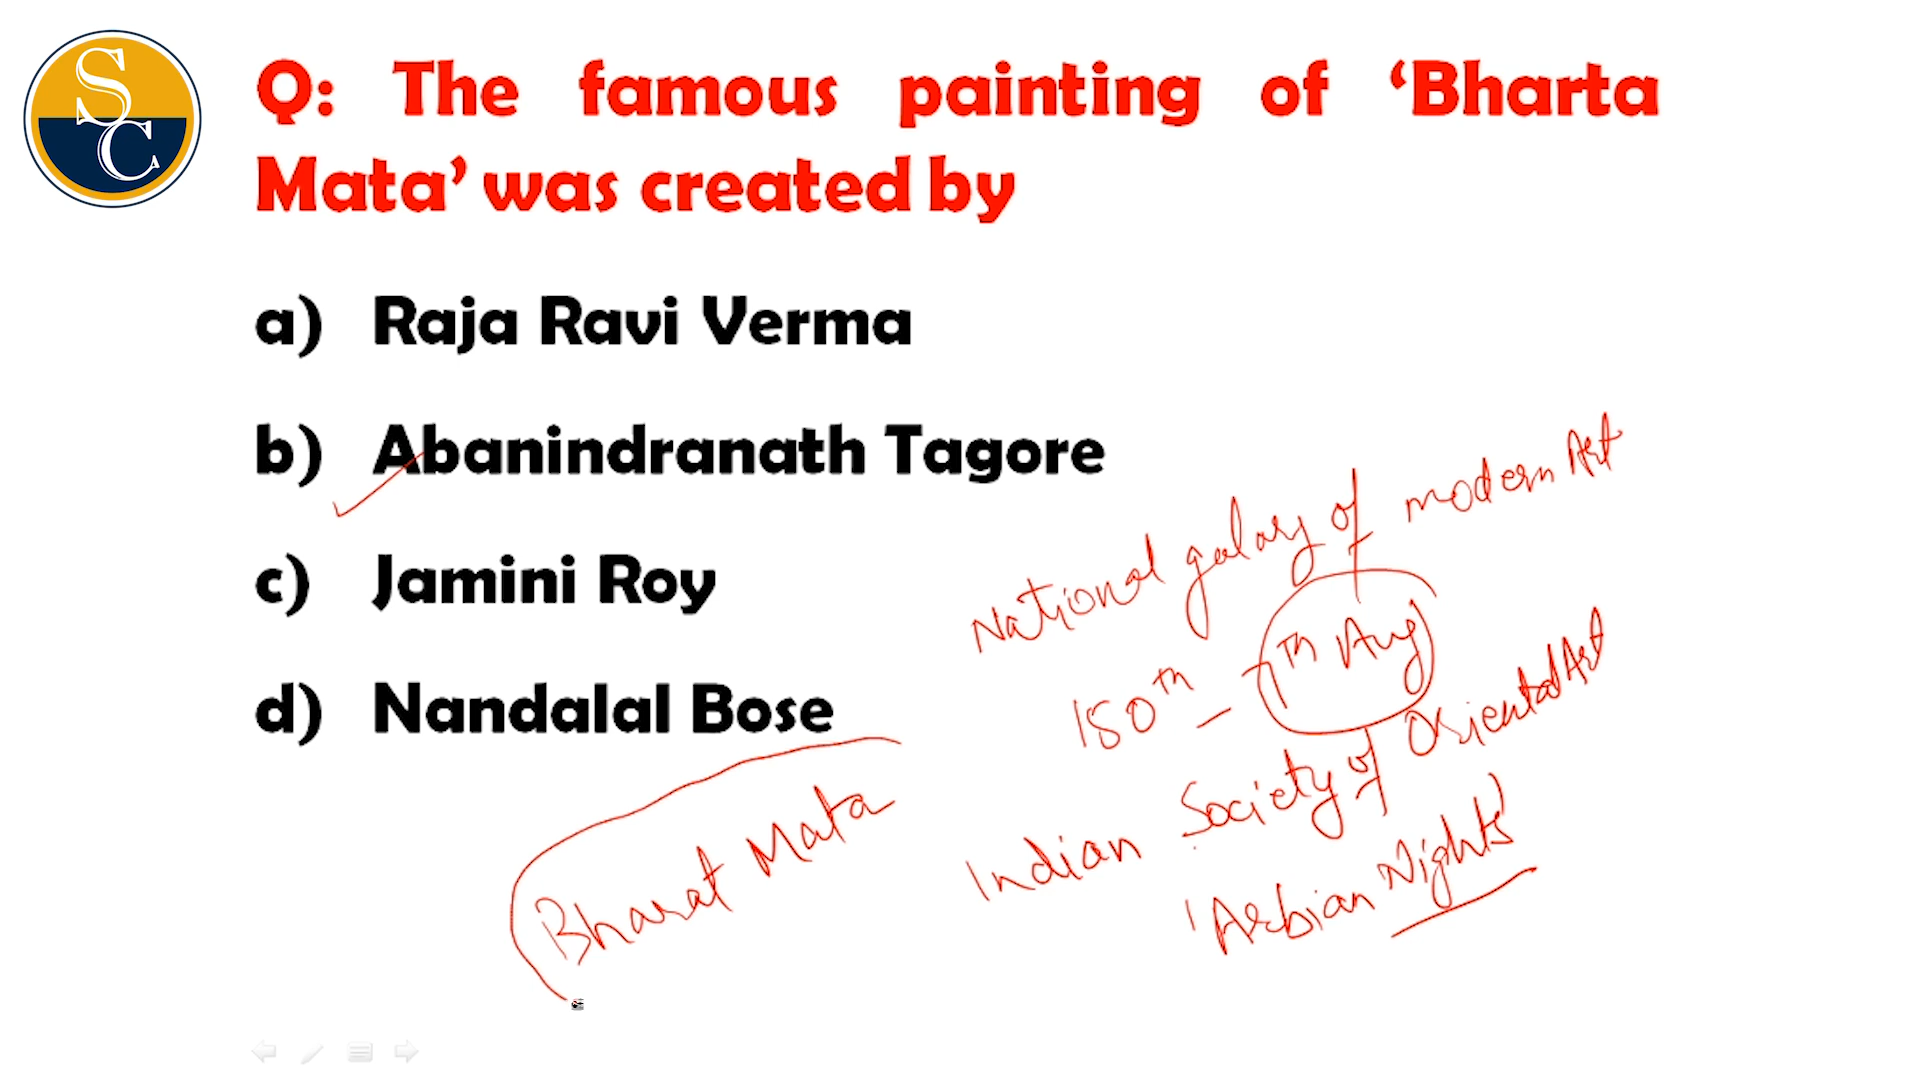 SC
Q: The famous painting of ‘Bharta
Mata’ was created by
a) Raja Ravi Verma
b) Abanindranath Tagore
c) Jamini Roy
d) Nandalal Bose
National galary of modern Art
150th - 7th Aug
Indian Society of Oriental Art
'Arbian Nights'
Bharat Mata